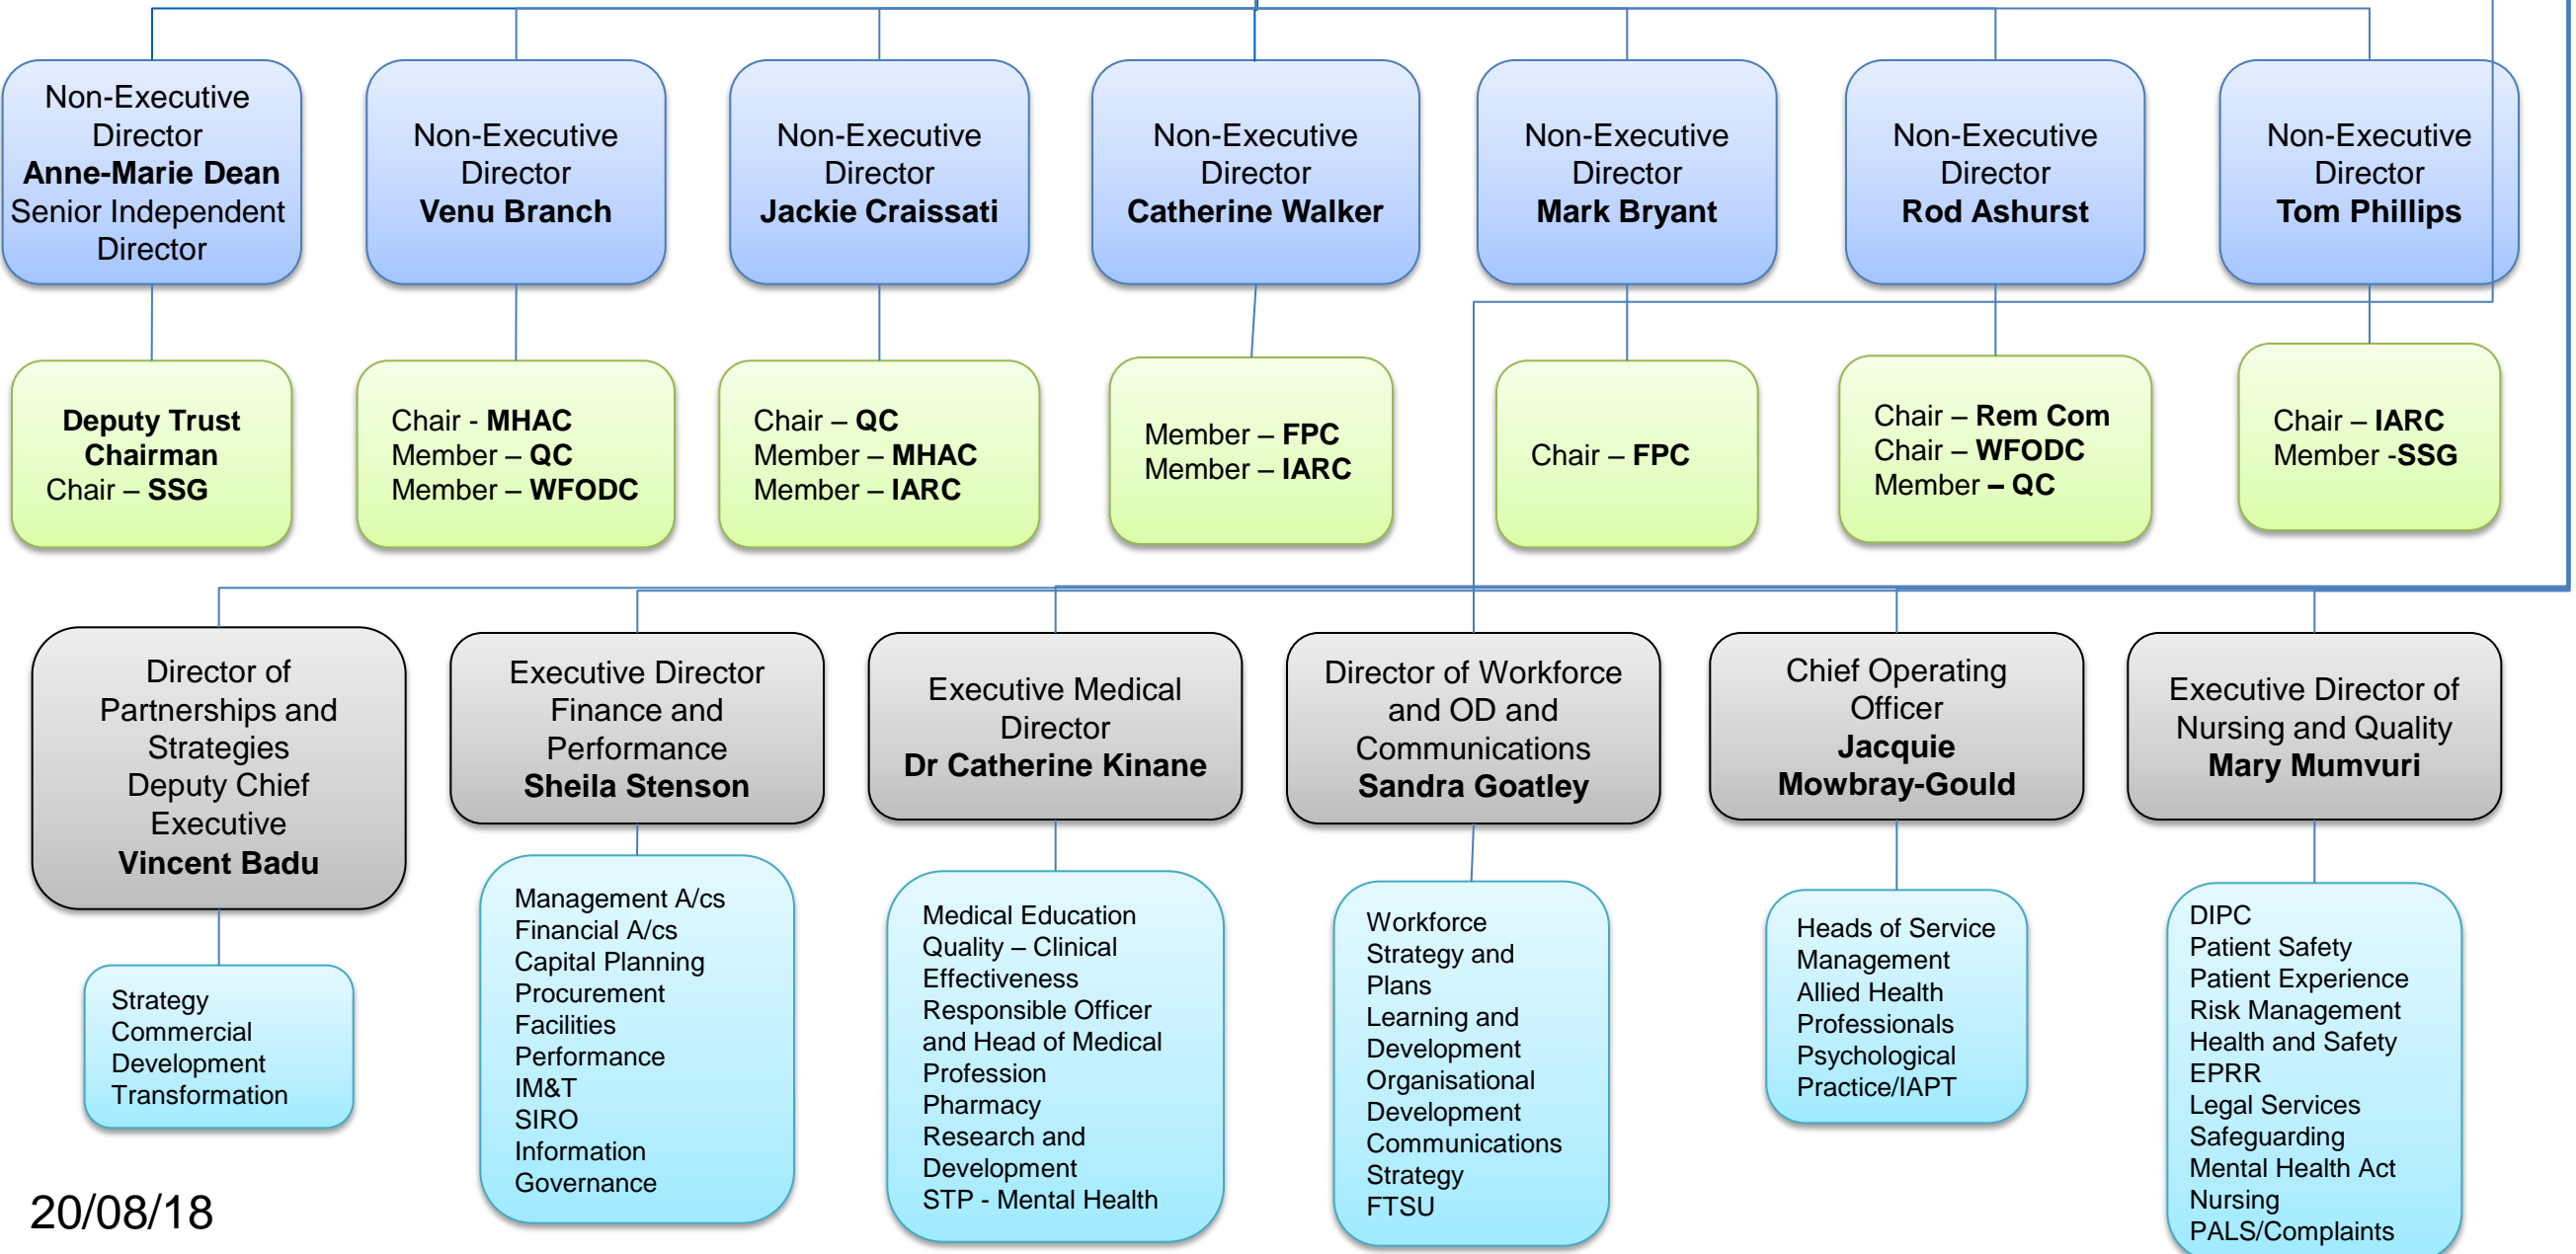 Non-Executive
Director
Anne-Marie Dean
Senior Independent
Director
Non-Executive
Director
Venu Branch
Non-Executive
Director
Jackie Craissati
Non-Executive
Director
Catherine Walker
Non-Executive
Director
Mark Bryant
Non-Executive
Director
Rod Ashurst
Non-Executive
Director
Tom Phillips
Deputy Trust
Chairman
Chair – SSG
Chair - MHAC
Member – QC
Member – WFODC
Chair – QC
Member – MHAC
Member – IARC
Member – FPC
Member – IARC
Chair – FPC
Chair – Rem Com
Chair – WFODC
Member – QC
Chair – IARC
Member -SSG
Director of
Partnerships and
Strategies
Deputy Chief
Executive
Vincent Badu
Executive Director
Finance and
Performance
Sheila Stenson
Executive Medical
Director
Dr Catherine Kinane
Director of Workforce
and OD and
Communications
Sandra Goatley
Chief Operating
Officer
Jacquie
Mowbray-Gould
Executive Director of
Nursing and Quality
Mary Mumvuri
Strategy
Commercial
Development
Transformation
Management A/cs
Financial A/cs
Capital Planning
Procurement
Facilities
Performance
IM&T
SIRO
Information
Governance
Medical Education
Quality – Clinical
Effectiveness
Responsible Officer
and Head of Medical
Profession
Pharmacy
Research and
Development
STP - Mental Health
Workforce
Strategy and
Plans
Learning and
Development
Organisational
Development
Communications
Strategy
FTSU
Heads of Service
Management
Allied Health
Professionals
Psychological
Practice/IAPT
DIPC
Patient Safety
Patient Experience
Risk Management
Health and Safety
EPRR
Legal Services
Safeguarding
Mental Health Act
Nursing
PALS/Complaints
20/08/18